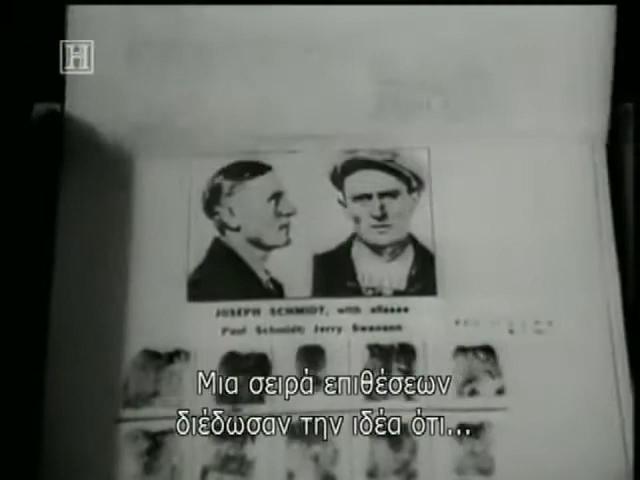 H
JOSEPH SCHMIDT, with aliases
Paul Schmidt; Jerry Swanson
Μια σειρά επιθέσεων
διέδωσαν την ιδέα ότι...